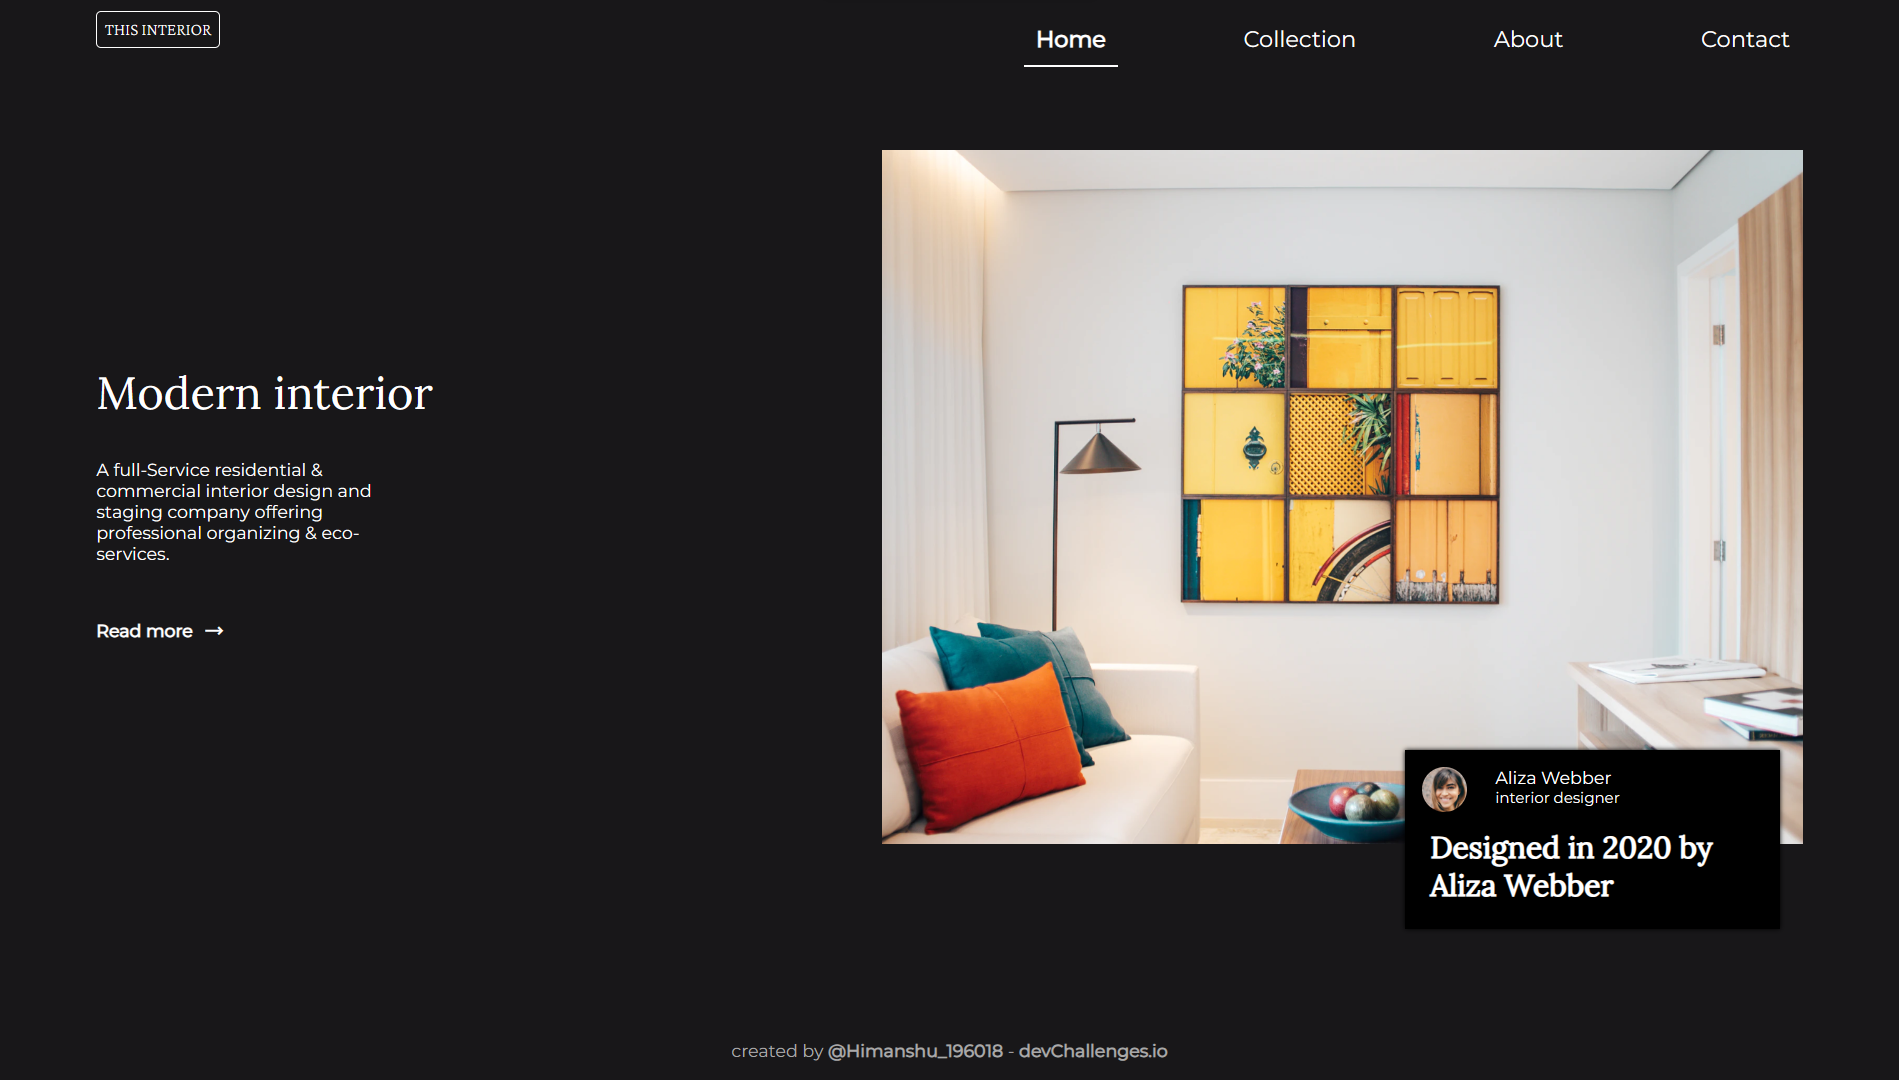 THIS INTERIOR
Home
Collection
About
Contact
Modern interior
A full-Service residential &
commercial interior design and
staging company offering
professional organizing & eco-
services.
Read more →
Aliza Webber
interior designer
Designed in 2020 by
Aliza Webber
created by @Himanshu_196018 - devChallenges.io